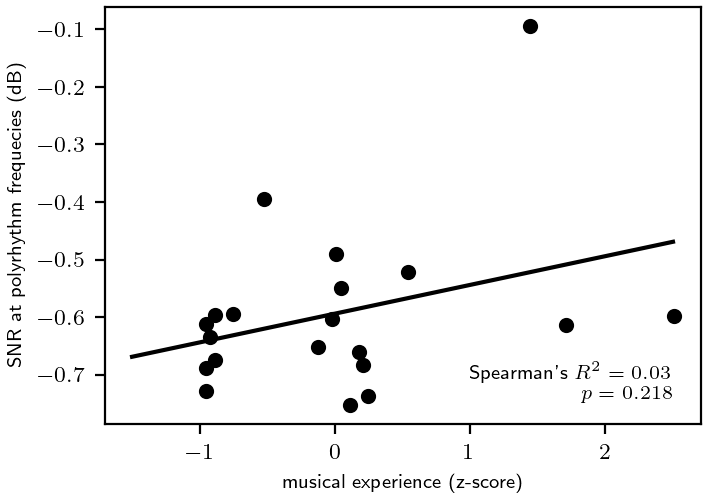 SNR at polyrhythm frequecies (dB)
−0.1
−0.2
−0.3
−0.4
−0.5
−0.6
−0.7
Spearman's R² = 0.03
p = 0.218
−1
0
1
2
musical experience (z-score)